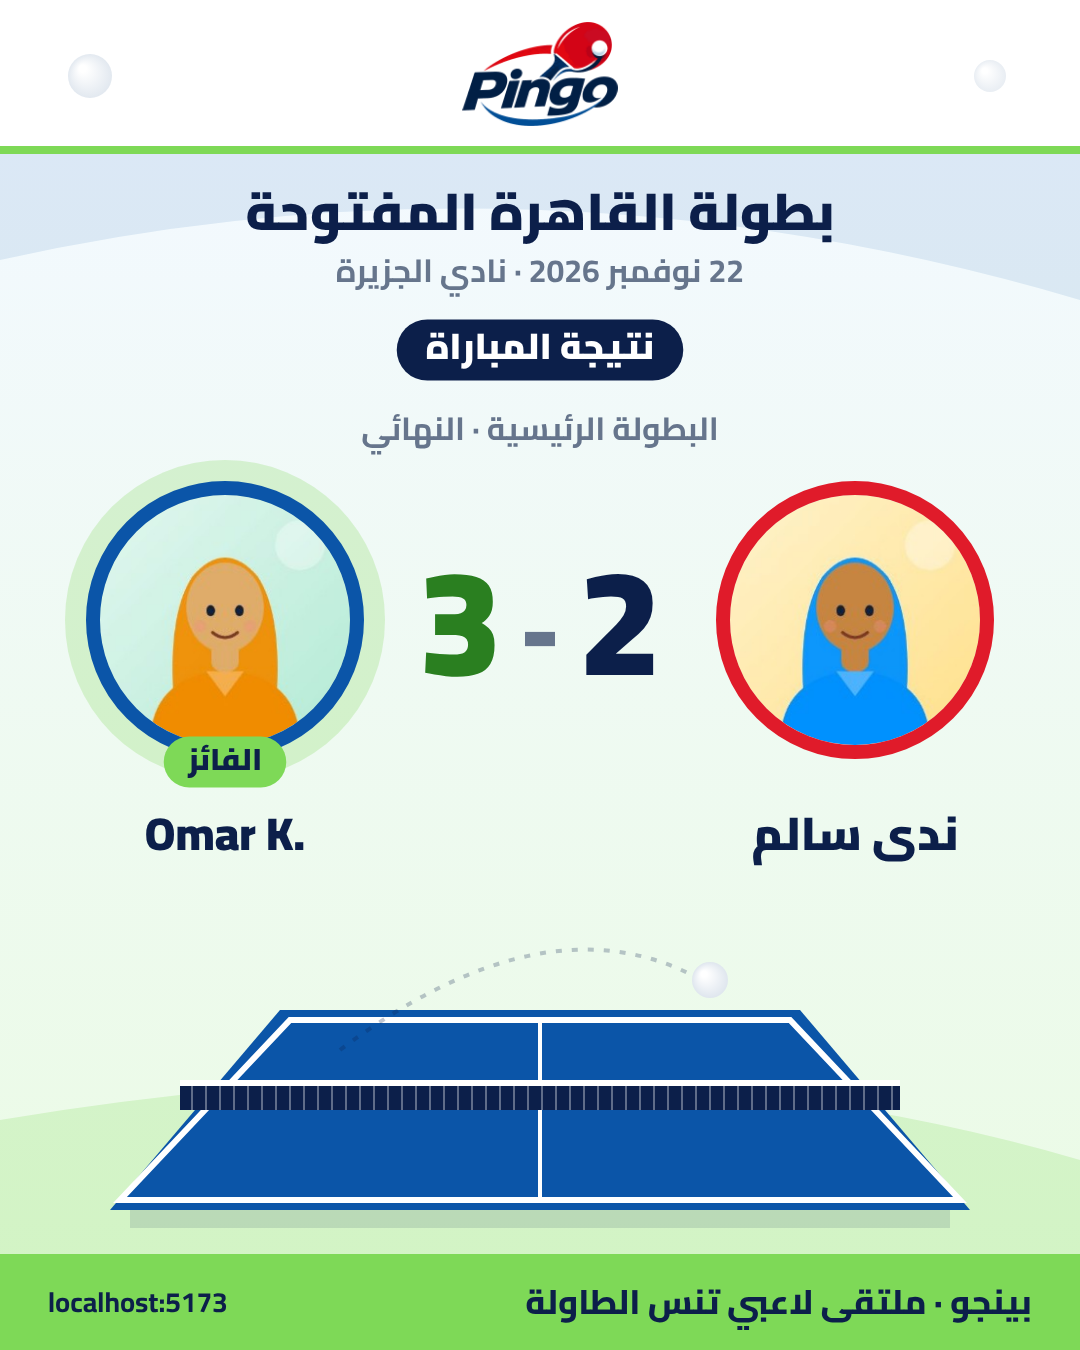 Pingo
بطولة القاهرة المفتوحة
22 نوفمبر 2026 · نادي الجزيرة
نتيجة المباراة
البطولة الرئيسية · النهائي
3 - 2
الفائز
Omar K.
ندى سالم
بينجو · ملتقى لاعبي تنس الطاولة
localhost:5173